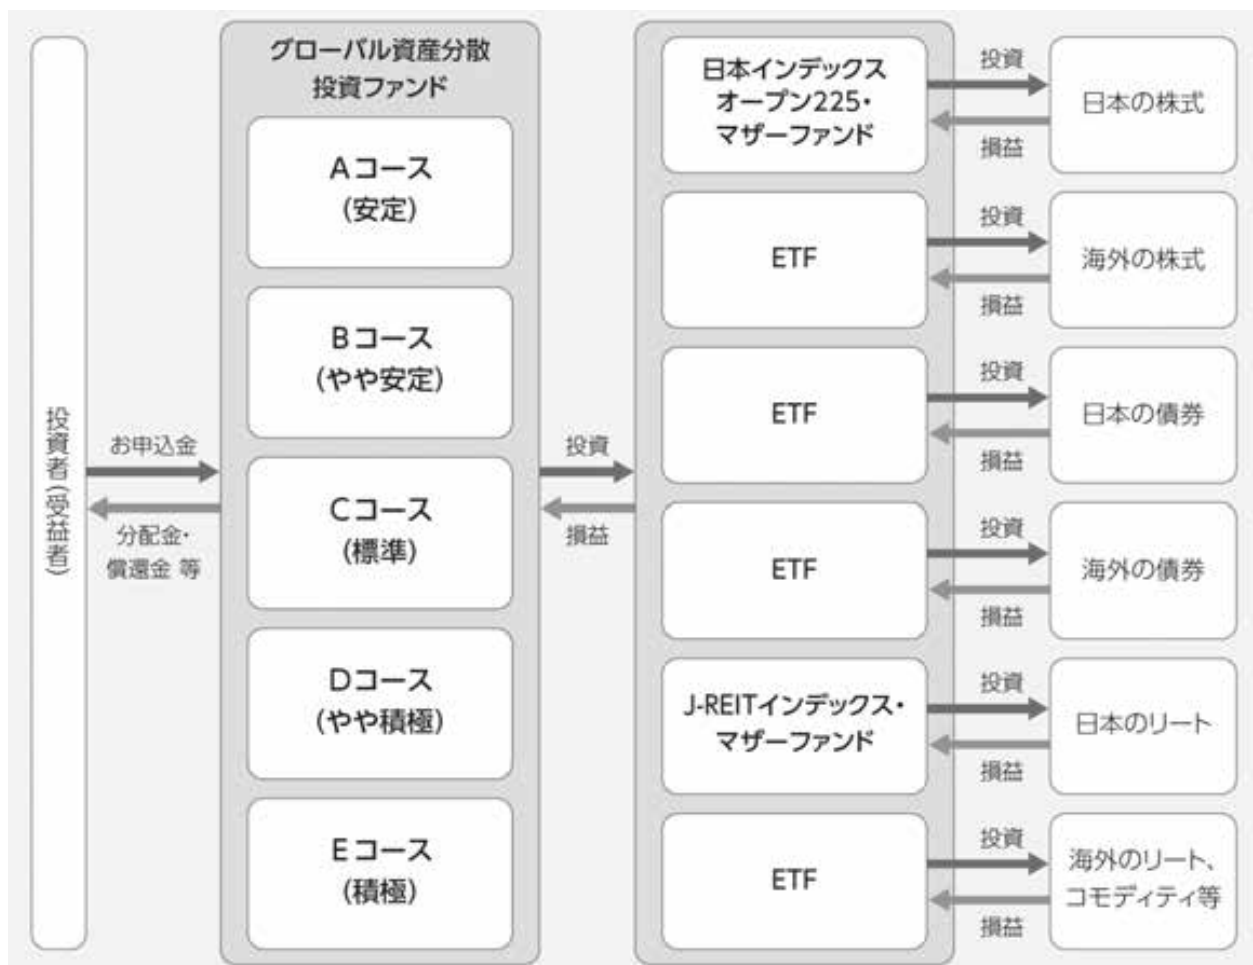 投資者(受益者)
お申込金
分配金・
償還金 等
グローバル資産分散
投資ファンド
Aコース
(安定)
Bコース
(やや安定)
Cコース
(標準)
Dコース
(やや積極)
Eコース
(積極)
投資
損益
日本インデックス
オープン225・
マザーファンド
投資
損益
日本の株式
ETF
投資
損益
海外の株式
ETF
投資
損益
日本の債券
ETF
投資
損益
海外の債券
J-REITインデックス・
マザーファンド
投資
損益
日本のリート
ETF
投資
損益
海外のリート、
コモディティ等